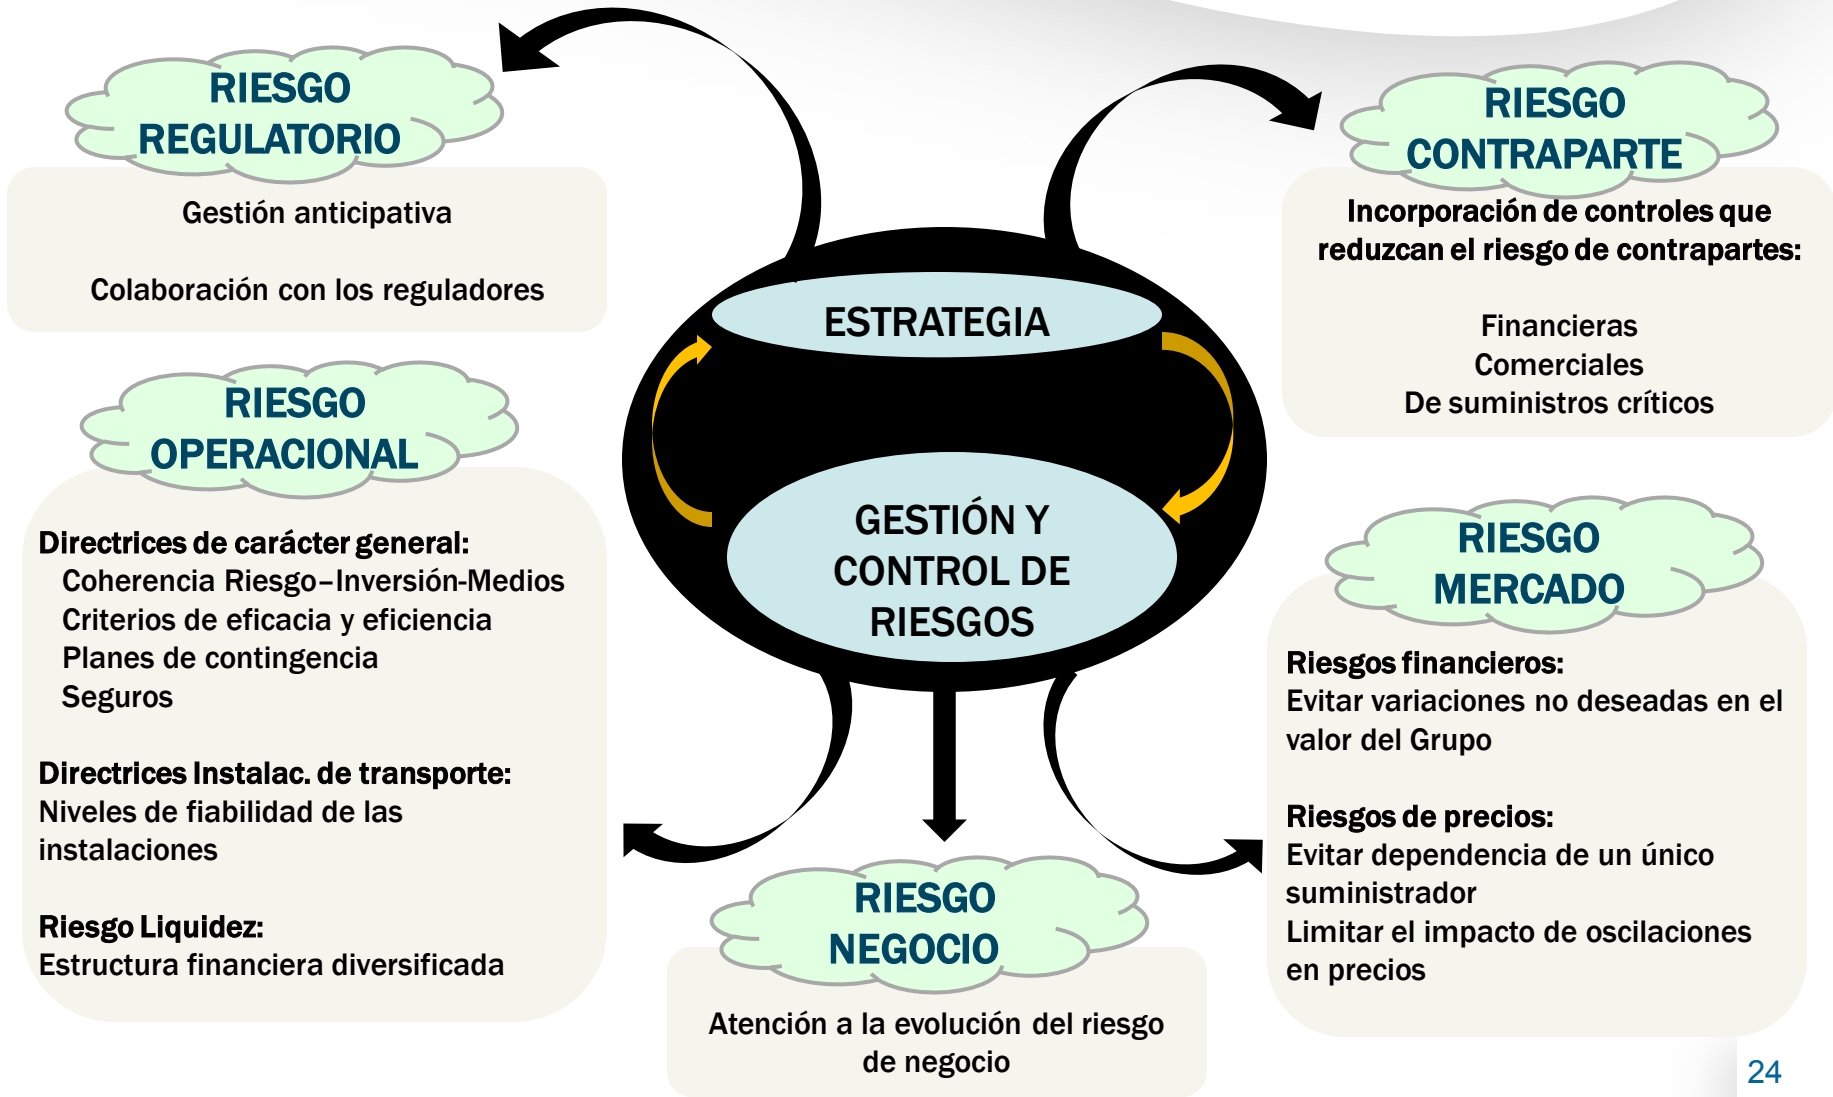 RIESGO
REGULATORIO
Gestión anticipativa
Colaboración con los reguladores
RIESGO
OPERACIONAL
Directrices de carácter general:
Coherencia Riesgo–Inversión-Medios
Criterios de eficacia y eficiencia
Planes de contingencia
Seguros
Directrices Instalac. de transporte:
Niveles de fiabilidad de las
instalaciones
Riesgo Liquidez:
Estructura financiera diversificada
ESTRATEGIA
GESTIÓN Y
CONTROL DE
RIESGOS
RIESGO
NEGOCIO
Atención a la evolución del riesgo
de negocio
RIESGO
CONTRAPARTE
Incorporación de controles que
reduzcan el riesgo de contrapartes:
Financieras
Comerciales
De suministros críticos
RIESGO
MERCADO
Riesgos financieros:
Evitar variaciones no deseadas en el
valor del Grupo
Riesgos de precios:
Evitar dependencia de un único
suministrador
Limitar el impacto de oscilaciones
en precios
24